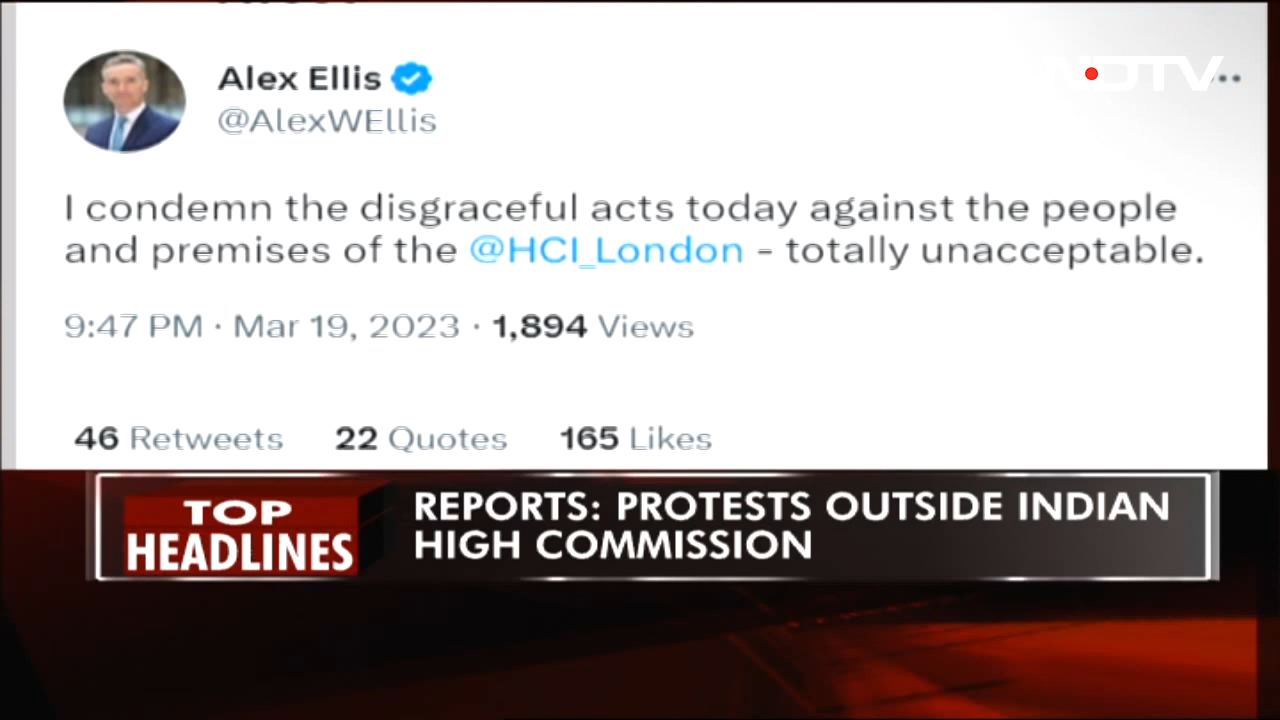 Alex Ellis
NDTV
@AlexWEllis
I condemn the disgraceful acts today against the people
and premises of the @HCI_London - totally unacceptable.
9:47 PM · Mar 19, 2023 · 1,894 Views
46 Retweets 22 Quotes 165 Likes
TOP
HEADLINES
REPORTS: PROTESTS OUTSIDE INDIAN
HIGH COMMISSION